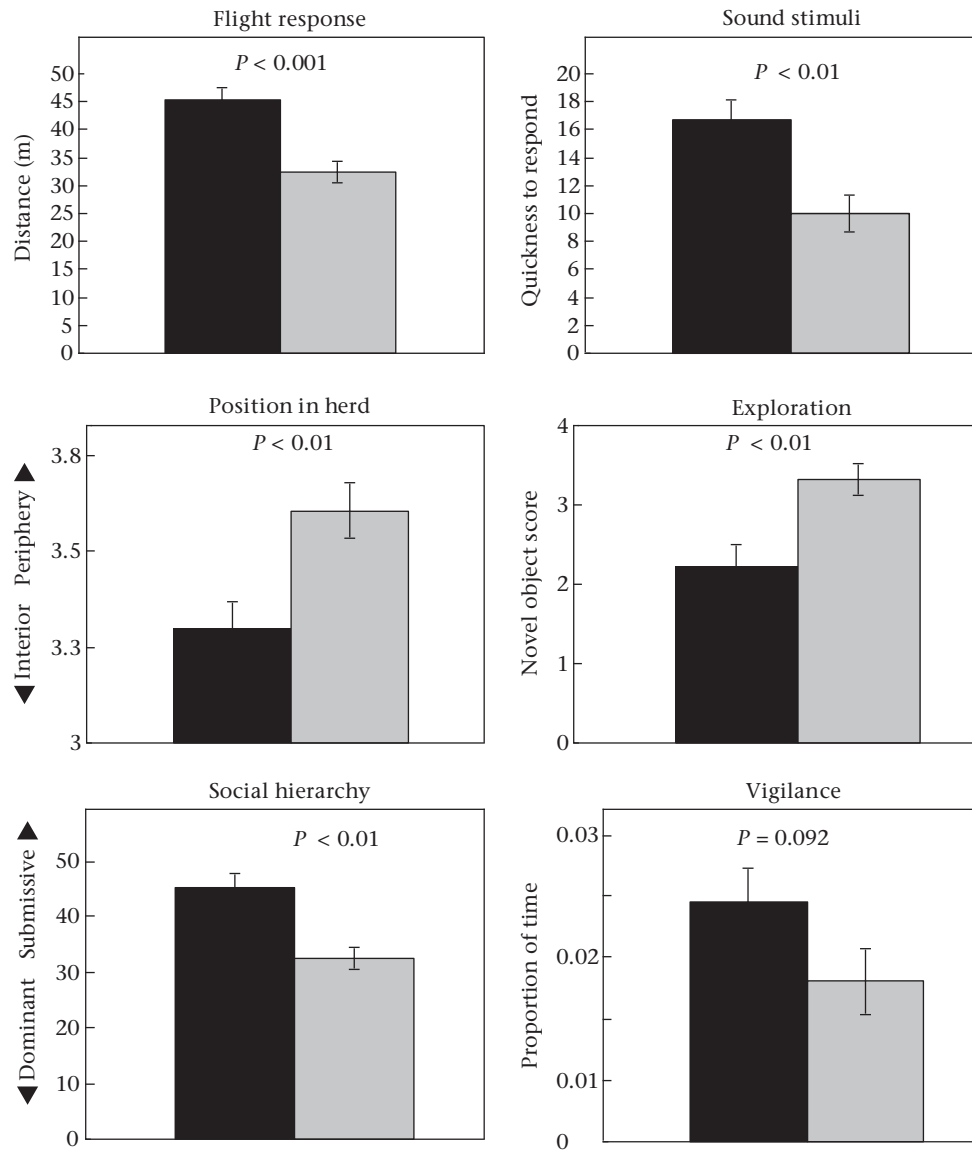 Flight response
P < 0.001
Distance (m)
50
45
40
35
30
25
20
15
10
5
0
Sound stimuli
P < 0.01
Quickness to respond
20
18
16
14
12
10
8
6
4
2
0
Position in herd
P < 0.01
◀ Interior Periphery ▶
3.8
3.5
3.3
3
Exploration
P < 0.01
Novel object score
4
3
2
1
0
Social hierarchy
P < 0.01
◀ Dominant Submissive ▶
50
40
30
20
10
0
Vigilance
P = 0.092
Proportion of time
0.03
0.02
0.01
0